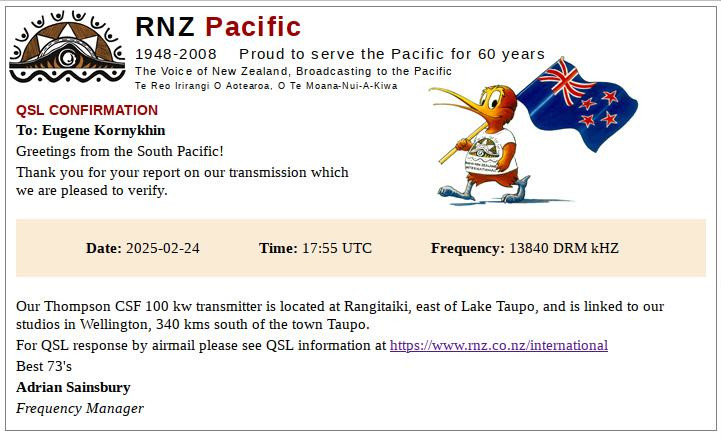 RNZ Pacific
1948-2008 Proud to serve the Pacific for 60 years
The Voice of New Zealand, Broadcasting to the Pacific
Te Reo Irirangi O Aotearoa, O Te Moana-Nui-A-Kiwa
QSL CONFIRMATION
To: Eugene Kornykhin
Greetings from the South Pacific!
Thank you for your report on our transmission which
we are pleased to verify.
Date: 2025-02-24 Time: 17:55 UTC Frequency: 13840 DRM kHZ
Our Thompson CSF 100 kw transmitter is located at Rangitaiki, east of Lake Taupo, and is linked to our
studios in Wellington, 340 kms south of the town Taupo.
For QSL response by airmail please see QSL information at https://www.rnz.co.nz/international
Best 73's
Adrian Sainsbury
Frequency Manager